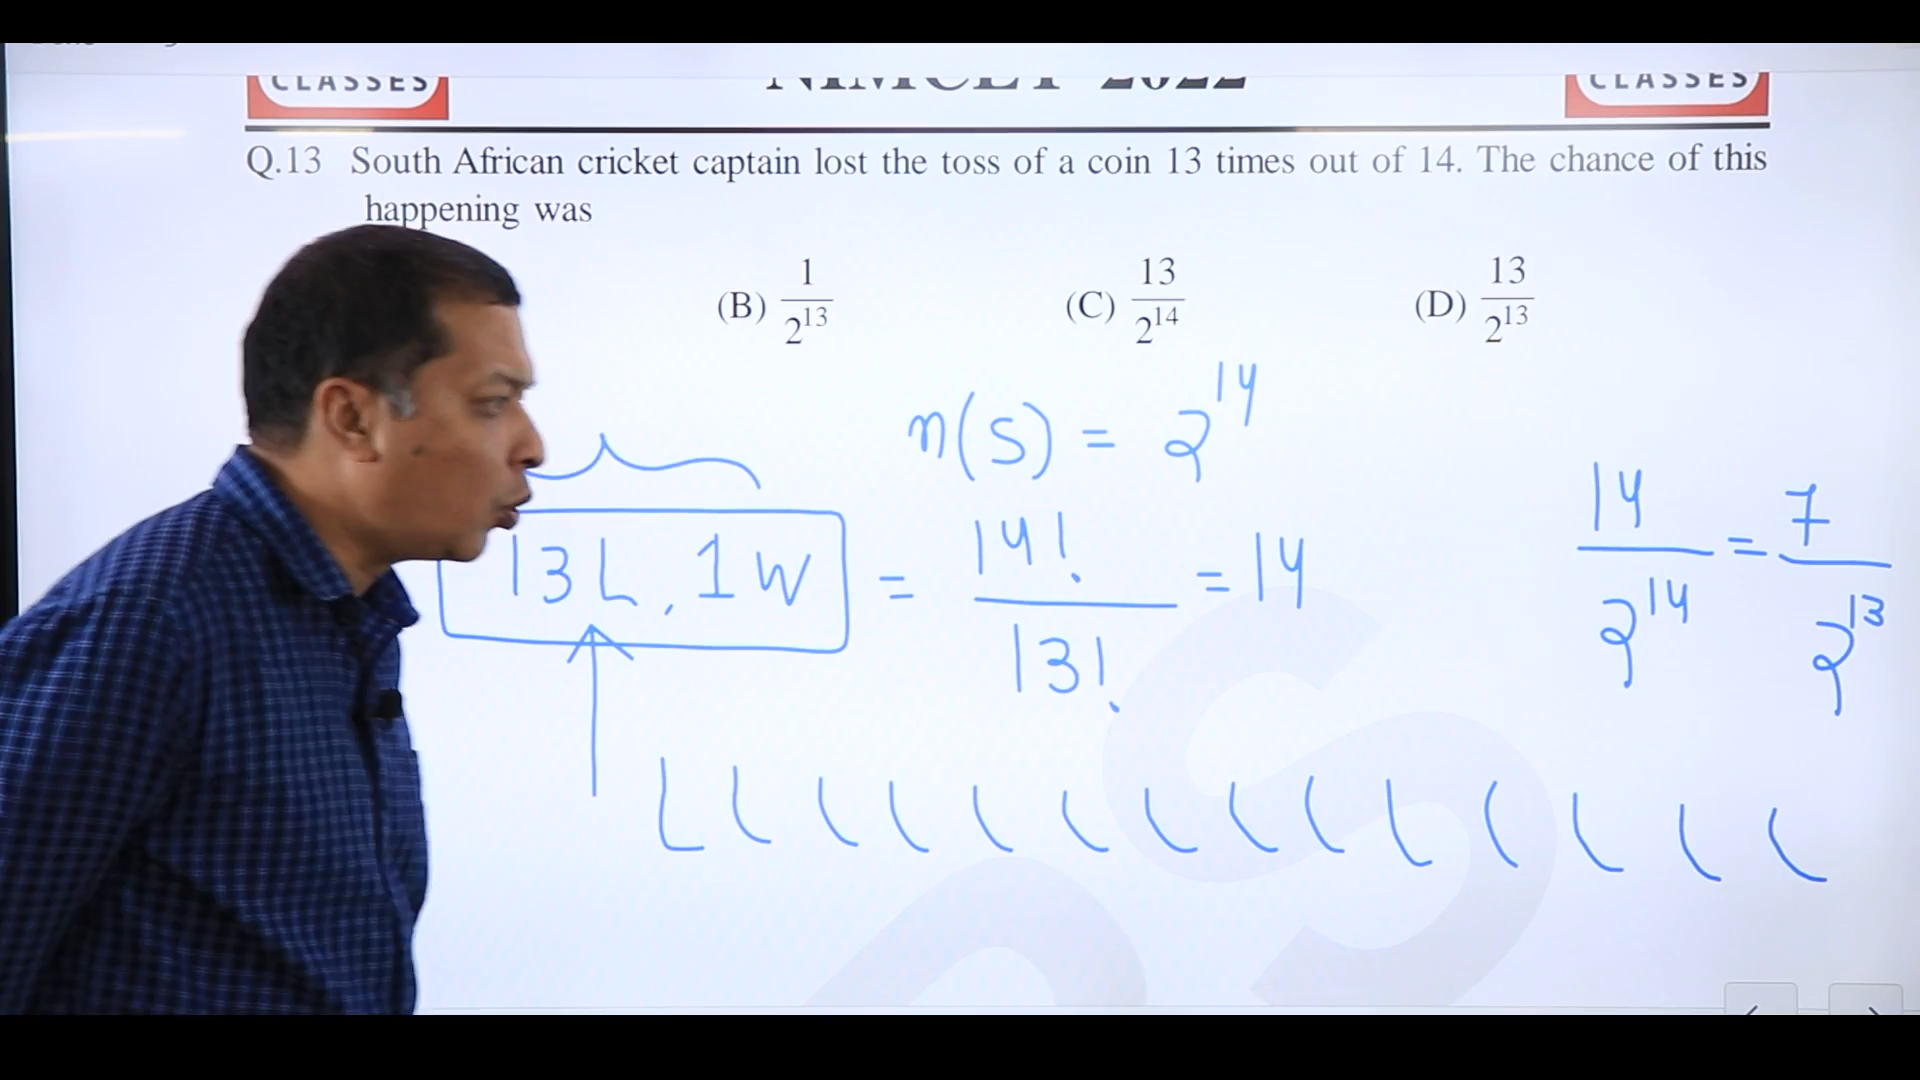 CLASSES NIMCET 2022 CLASSES
Q.13 South African cricket captain lost the toss of a coin 13 times out of 14. The chance of this
happening was
(B) 1/2^13 (C) 13/2^14 (D) 13/2^13
n(S) = 2^14
13L, 1W = 14!/13! = 14
14/2^14 = 7/2^13
L L L L L L L L L L L L L L